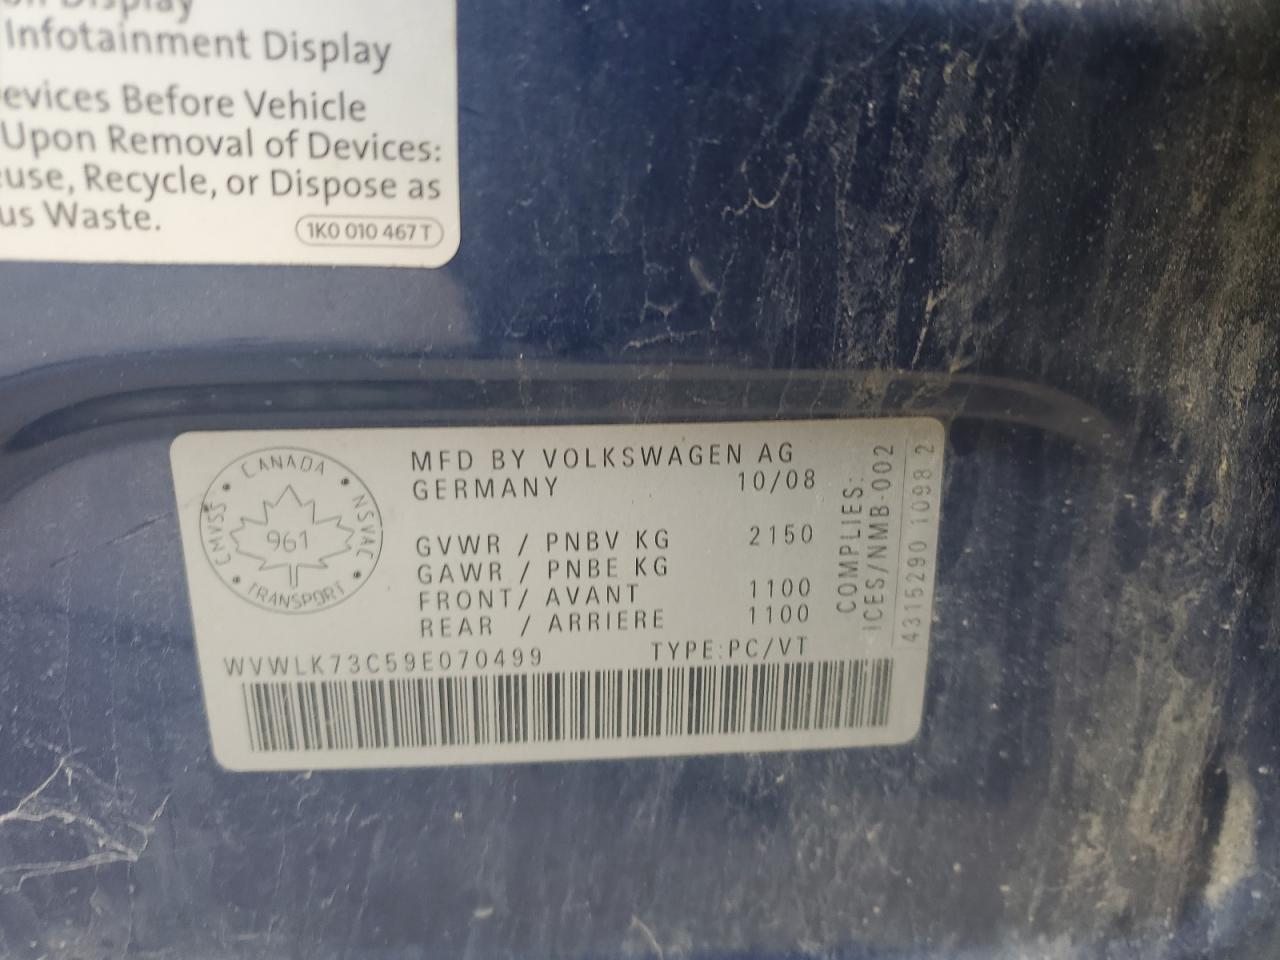 Display
Infotainment Display
evices Before Vehicle
Upon Removal of Devices:
euse, Recycle, or Dispose as
us Waste.
1K0 010 467 T
CANADA
CMVSS
NSVAC
961
TRANSPORT
MFD BY VOLKSWAGEN AG
GERMANY 10/08
GVWR / PNBV KG 2150
GAWR / PNBE KG
FRONT/ AVANT 1100
REAR / ARRIERE 1100
WVWLK73C59E070499 TYPE:PC/VT
COMPLIES:
ICES/NMB-002
4315290 1098 2